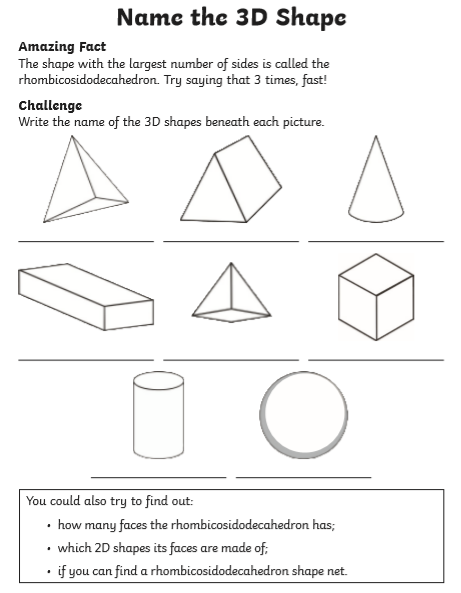 Name the 3D Shape
Amazing Fact
The shape with the largest number of sides is called the
rhombicosidodecahedron. Try saying that 3 times, fast!
Challenge
Write the name of the 3D shapes beneath each picture.
You could also try to find out:
• how many faces the rhombicosidodecahedron has;
• which 2D shapes its faces are made of;
• if you can find a rhombicosidodecahedron shape net.